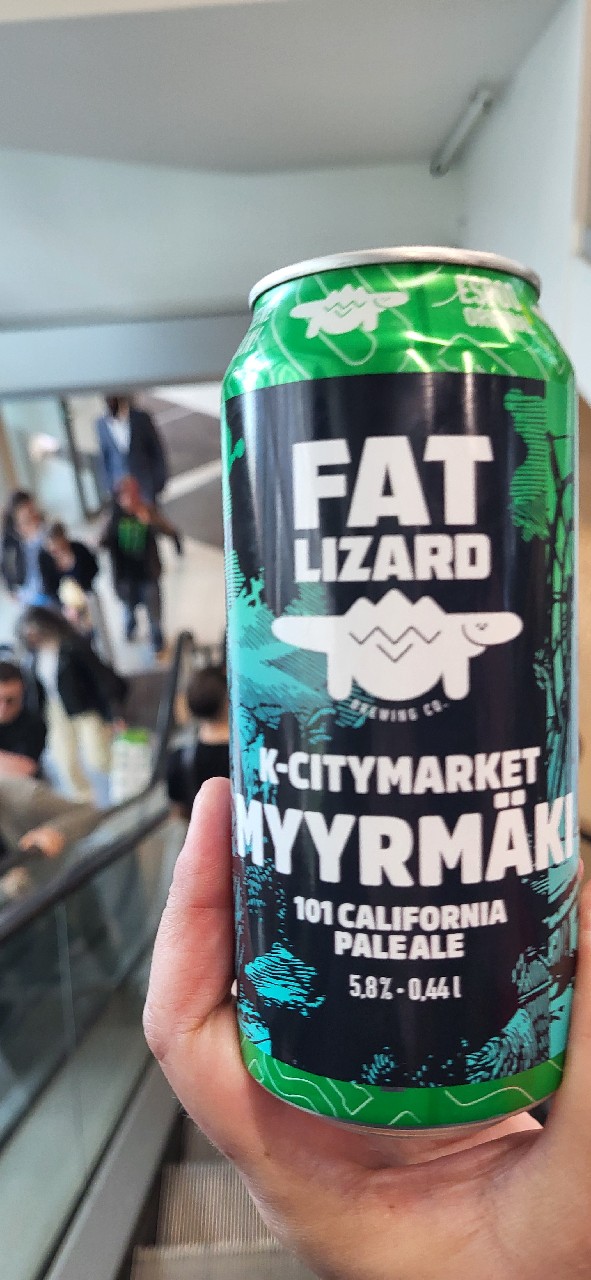 FAT
LIZARD
BREWING CO.
K-CITYMARKET
MYYRMÄKI
101 CALIFORNIA
PALE ALE
5,8% · 0,44 l